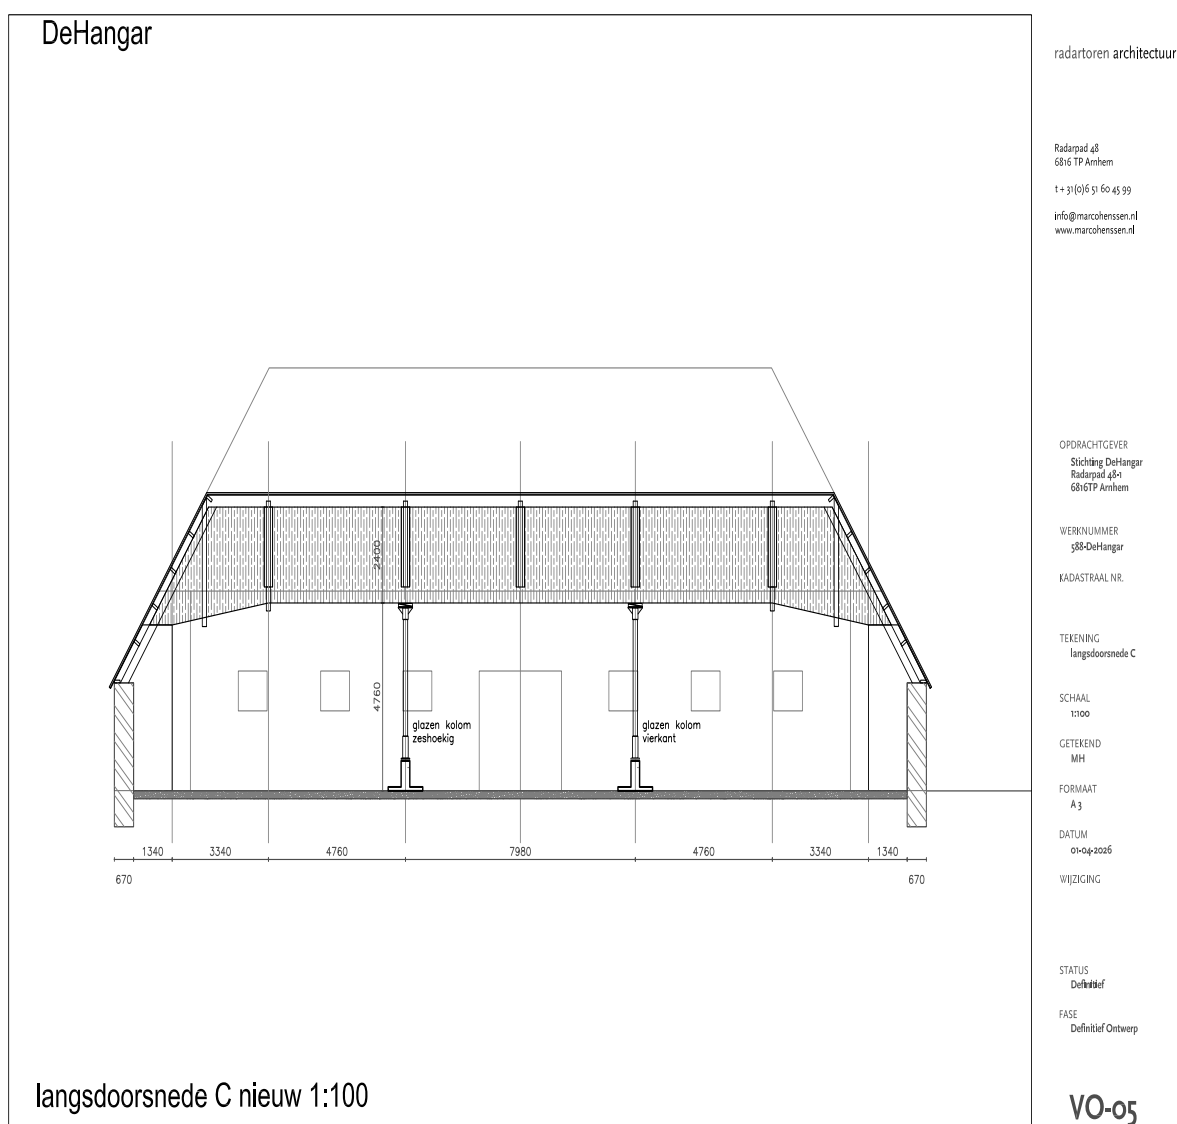 DeHangar
radartoren architectuur
Radarpad 48
6816 TP Arnhem
t + 31(0)6 51 60 45 99
info@marcohenssen.nl
www.marcohenssen.nl
OPDRACHTGEVER
Stichting DeHangar
Radarpad 48-1
6816TP Arnhem
WERKNUMMER
588-DeHangar
KADASTRAAL NR.
TEKENING
langsdoorsnede C
SCHAAL
1:100
GETEKEND
MH
FORMAAT
A 3
DATUM
01-04-2026
WIJZIGING
STATUS
Definitief
FASE
Definitief Ontwerp
VO-05
2400
4760
glazen kolom
zeshoekig
glazen kolom
vierkant
1340 3340 4760 7980 4760 3340 1340
670 670
langsdoorsnede C nieuw 1:100